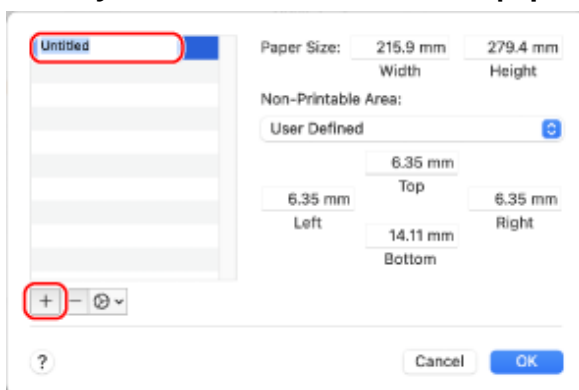 Untitled
Paper Size: 215.9 mm 279.4 mm
Width Height
Non-Printable Area:
User Defined
6.35 mm
Top
6.35 mm 6.35 mm
Left Right
14.11 mm
Bottom
+ −
? Cancel OK